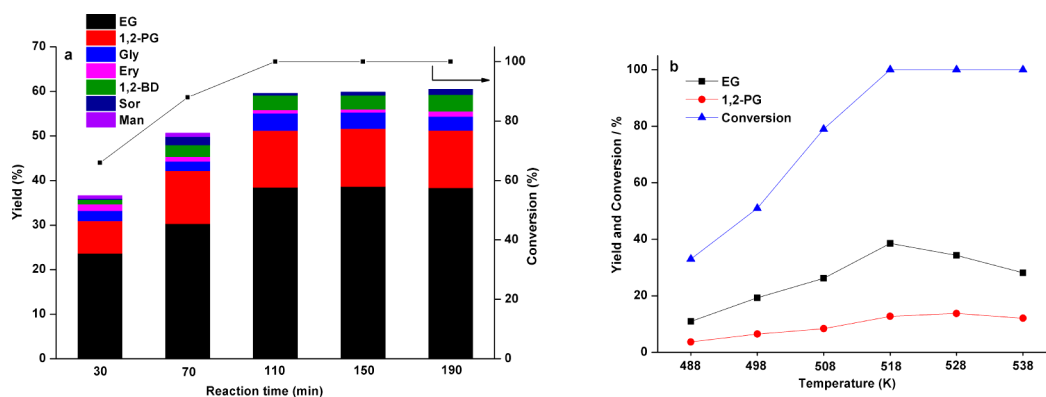 a
EG
1,2-PG
Gly
Ery
1,2-BD
Sor
Man
Yield (%)
70
60
50
40
30
20
10
0
30 70 110 150 190
Reaction time (min)
100
80
60
40
20
0
Conversion (%)
b
EG
1,2-PG
Conversion
Yield and Conversion / %
100
80
60
40
20
0
488 498 508 518 528 538
Temperature (K)